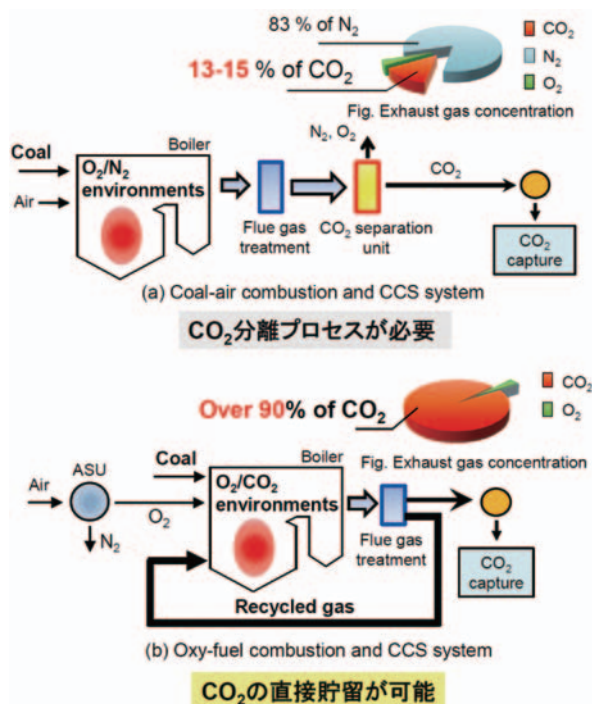 83 % of N₂
13-15 % of CO₂
CO₂
N₂
O₂
Fig. Exhaust gas concentration
N₂, O₂
Boiler
Coal
O₂/N₂
environments
Air
CO₂
Flue gas
treatment
CO₂ separation
unit
CO₂
capture
(a) Coal-air combustion and CCS system
CO₂分離プロセスが必要
Over 90% of CO₂
CO₂
O₂
Fig. Exhaust gas concentration
Boiler
Coal
ASU
Air
O₂
N₂
O₂/CO₂
environments
Flue gas
treatment
CO₂
capture
Recycled gas
(b) Oxy-fuel combustion and CCS system
CO₂の直接貯留が可能